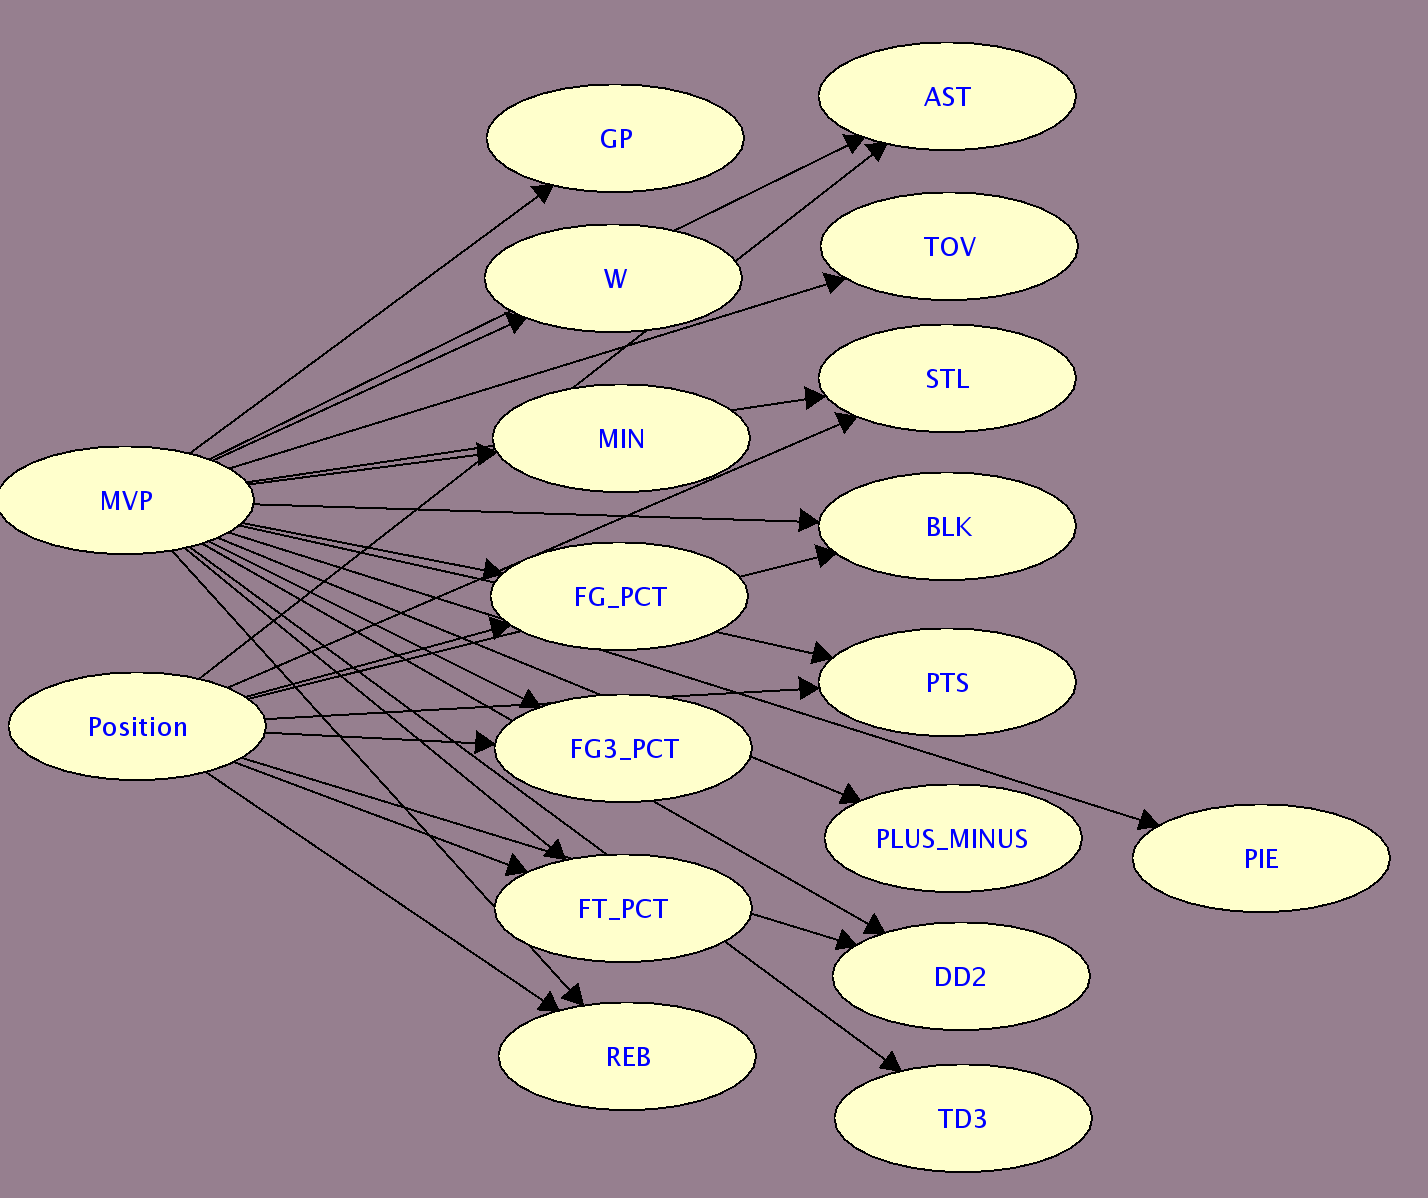 MVP
Position
GP
W
MIN
FG_PCT
FG3_PCT
FT_PCT
REB
AST
TOV
STL
BLK
PTS
PLUS_MINUS
DD2
TD3
PIE